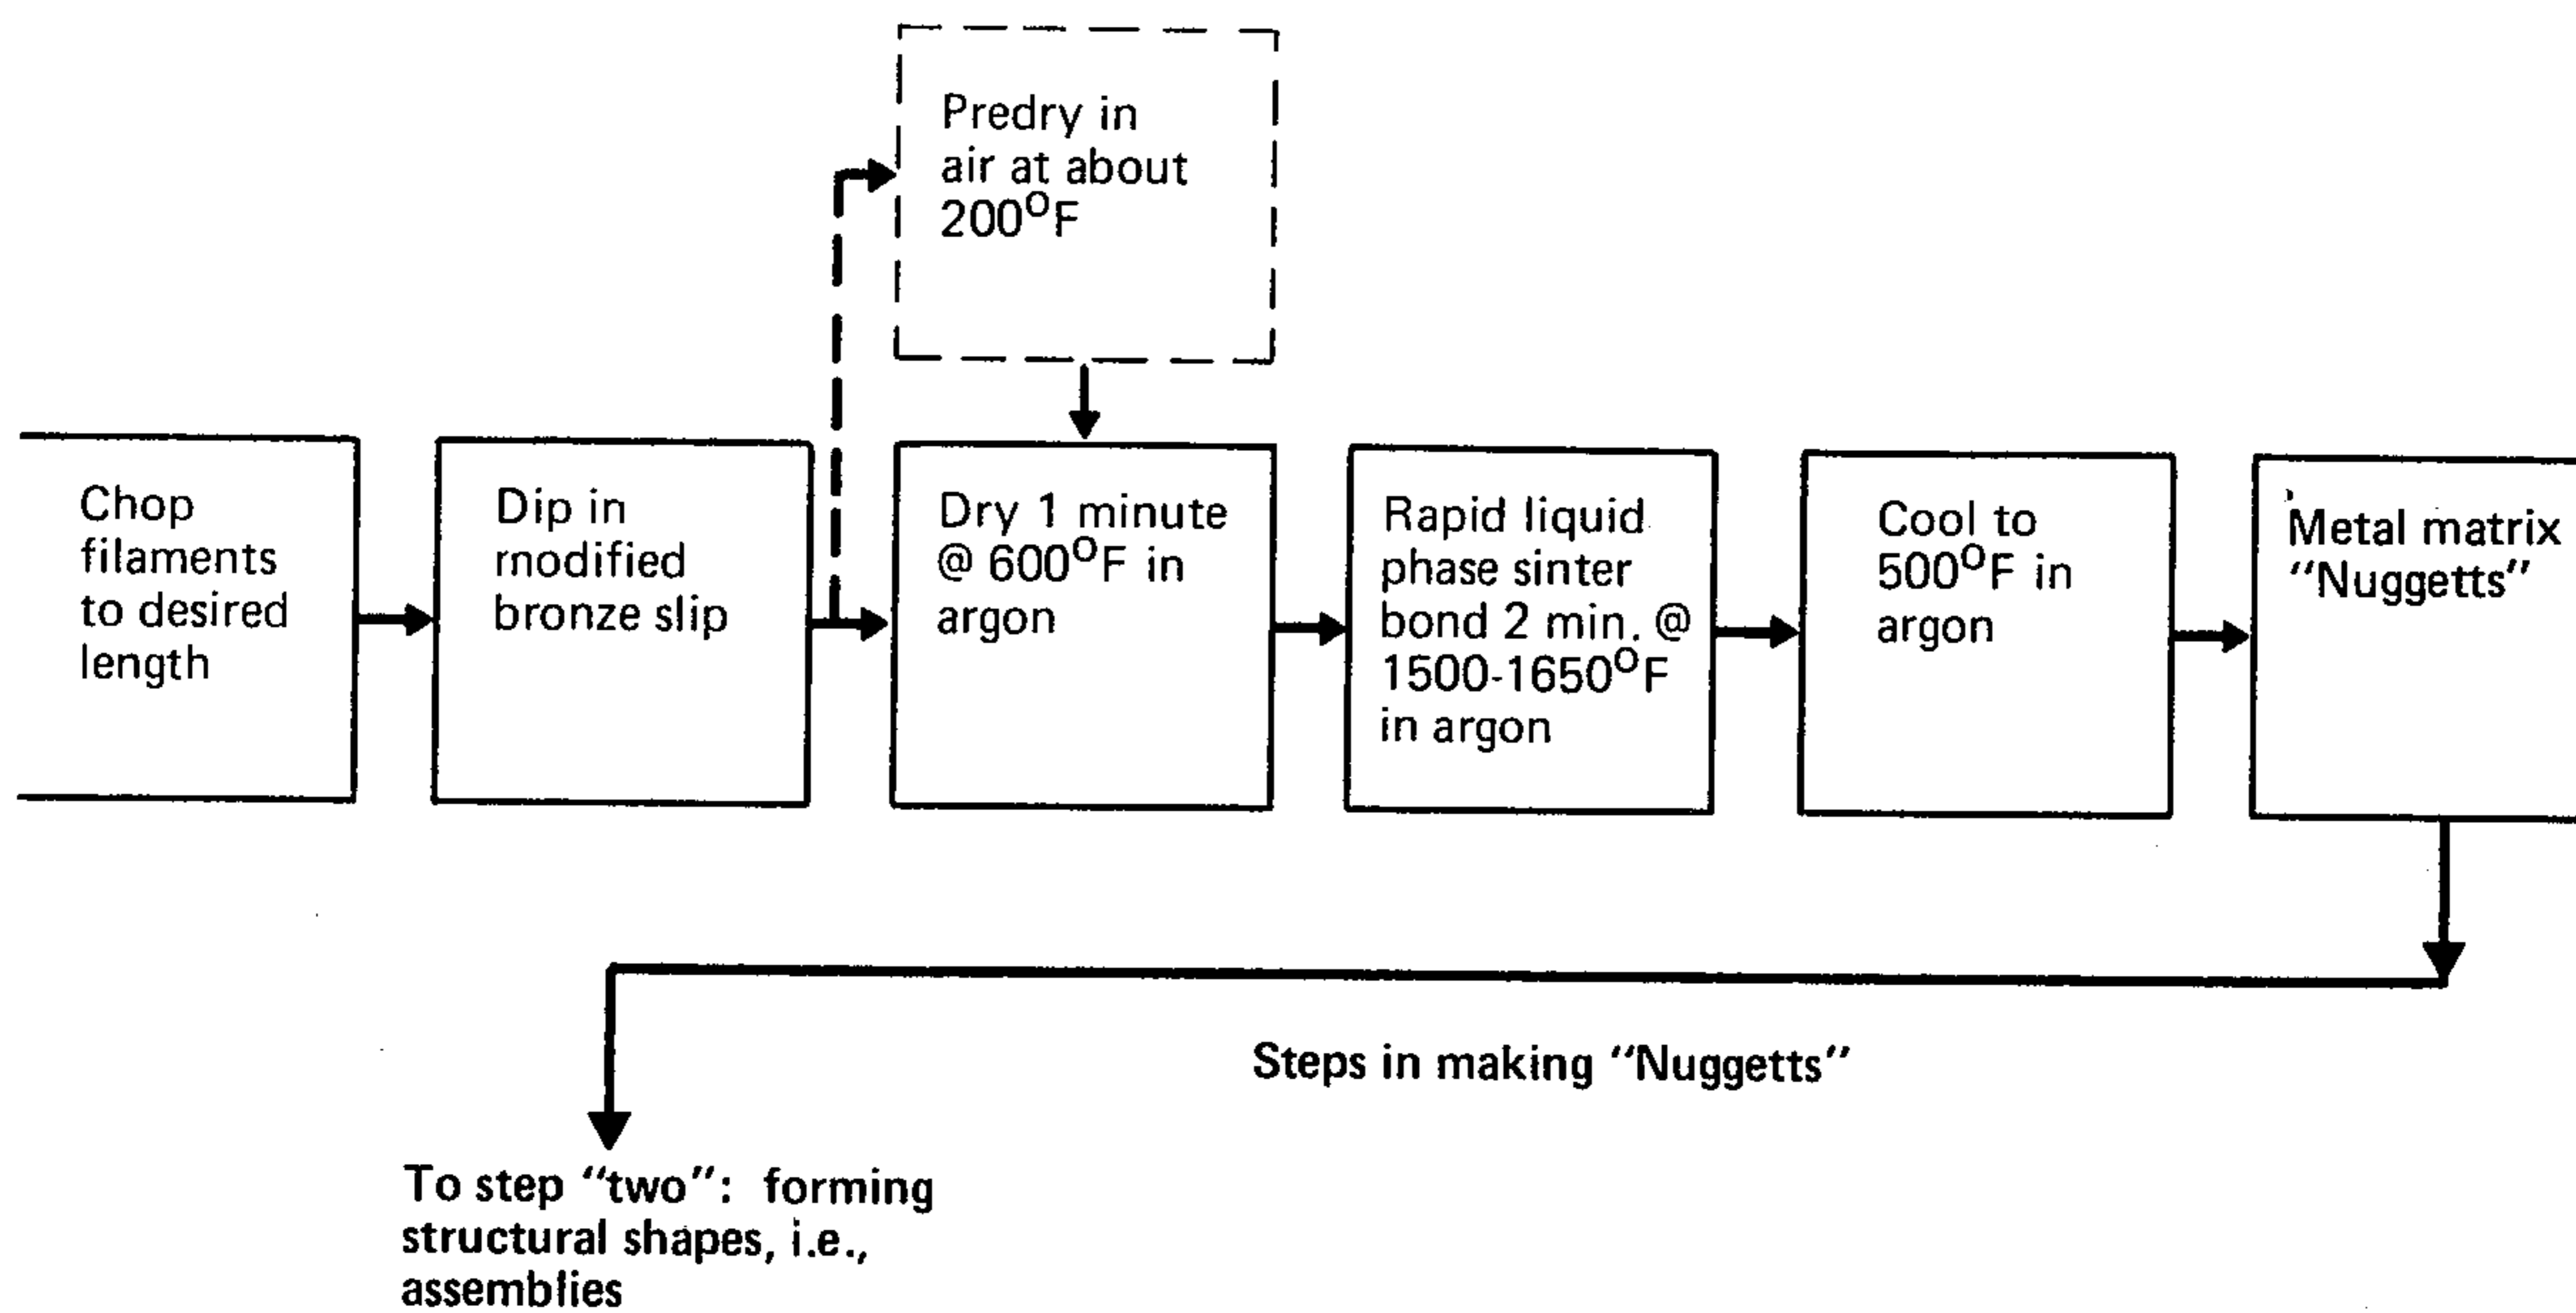 Predry in
air at about
200°F
Chop
filaments
to desired
length
Dip in
modified
bronze slip
Dry 1 minute
@ 600°F in
argon
Rapid liquid
phase sinter
bond 2 min. @
1500-1650°F
in argon
Cool to
500°F in
argon
Metal matrix
"Nuggetts"
Steps in making "Nuggetts"
To step "two": forming
structural shapes, i.e.,
assemblies